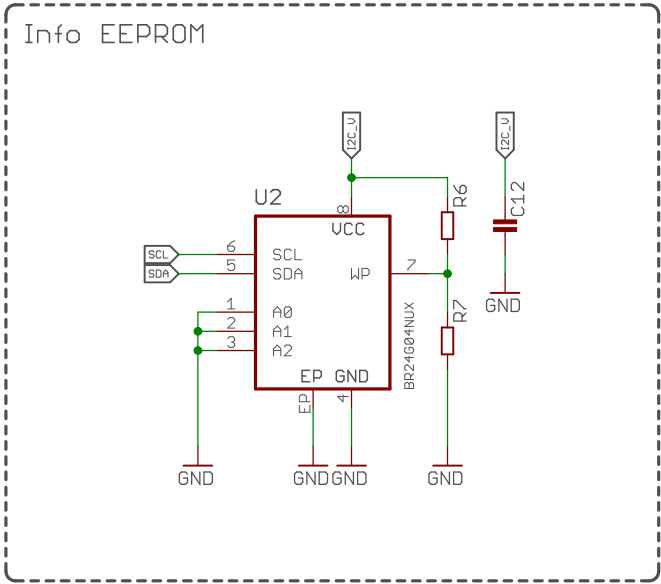 Info EEPROM
I2C_V
I2C_V
U2
8
VCC
R6
C12
SCL
6
SCL
SDA
5
SDA
WP
7
GND
1
A0
2
A1
3
A2
R7
BR24G04NUX
EP
GND
EP
4
GND
GND
GND
GND